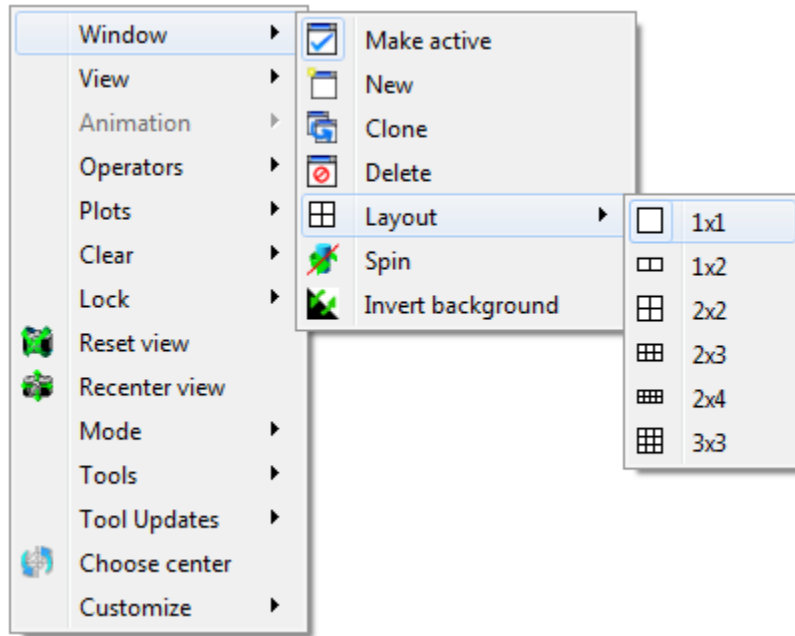 Window
View
Animation
Operators
Plots
Clear
Lock
Reset view
Recenter view
Mode
Tools
Tool Updates
Choose center
Customize
Make active
New
Clone
Delete
Layout
Spin
Invert background
1x1
1x2
2x2
2x3
2x4
3x3